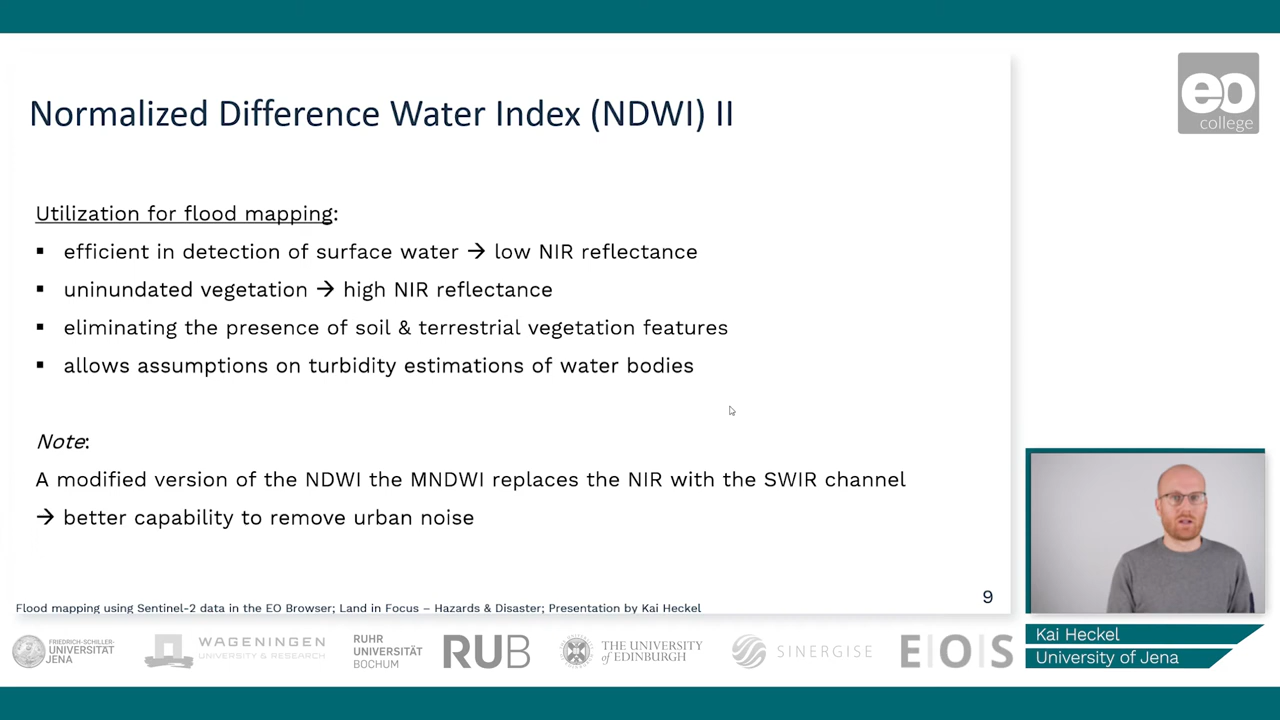 eo
college
Normalized Difference Water Index (NDWI) II
Utilization for flood mapping:
▪ efficient in detection of surface water → low NIR reflectance
▪ uninundated vegetation → high NIR reflectance
▪ eliminating the presence of soil & terrestrial vegetation features
▪ allows assumptions on turbidity estimations of water bodies
Note:
A modified version of the NDWI the MNDWI replaces the NIR with the SWIR channel
→ better capability to remove urban noise
9
Flood mapping using Sentinel-2 data in the EO Browser; Land in Focus – Hazards & Disaster; Presentation by Kai Heckel
Kai Heckel
University of Jena
FRIEDRICH-SCHILLER-
UNIVERSITÄT
JENA
WAGENINGEN
UNIVERSITY & RESEARCH
RUHR
UNIVERSITÄT
BOCHUM
RUB
THE UNIVERSITY
of EDINBURGH
SINERGISE
E|O|S